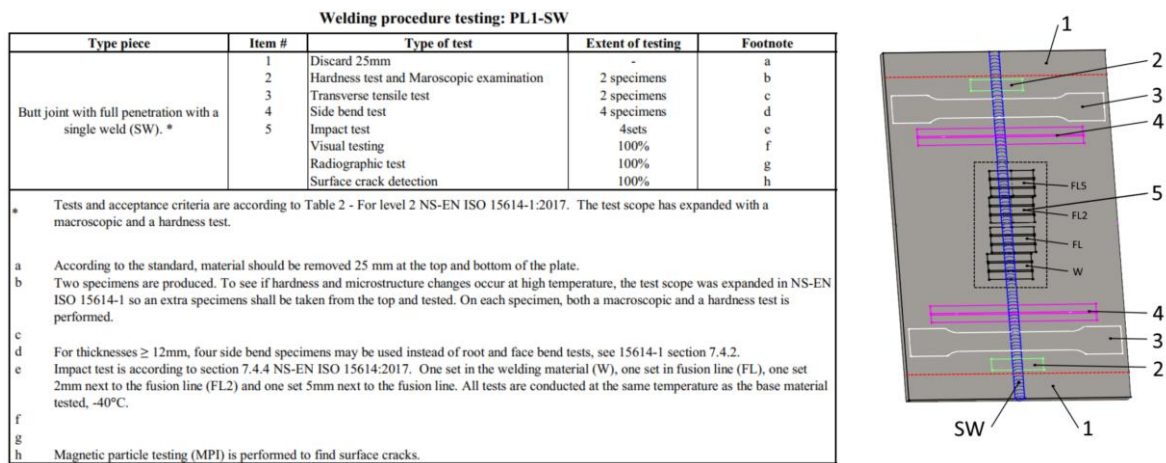 Welding procedure testing: PL1-SW
Type piece Item # Type of test Extent of testing Footnote
1 Discard 25mm - a
2 Hardness test and Maroscopic examination 2 specimens b
3 Transverse tensile test 2 specimens c
Butt joint with full penetration with a single weld (SW). * 4 Side bend test 4 specimens d
5 Impact test 4sets e
Visual testing 100% f
Radiographic test 100% g
Surface crack detection 100% h
* Tests and acceptance criteria are according to Table 2 - For level 2 NS-EN ISO 15614-1:2017. The test scope has expanded with a
macroscopic and a hardness test.
a According to the standard, material should be removed 25 mm at the top and bottom of the plate.
b Two specimens are produced. To see if hardness and microstructure changes occur at high temperature, the test scope was expanded in NS-EN
ISO 15614-1 so an extra specimens shall be taken from the top and tested. On each specimen, both a macroscopic and a hardness test is
performed.
c
d For thicknesses ≥ 12mm, four side bend specimens may be used instead of root and face bend tests, see 15614-1 section 7.4.2.
e Impact test is according to section 7.4.4 NS-EN ISO 15614:2017. One set in the welding material (W), one set in fusion line (FL), one set
2mm next to the fusion line (FL2) and one set 5mm next to the fusion line. All tests are conducted at the same temperature as the base material
tested, -40°C.
f
g
h Magnetic particle testing (MPI) is performed to find surface cracks.
1
2
3
4
FL5
5
FL2
FL
W
4
3
2
SW 1